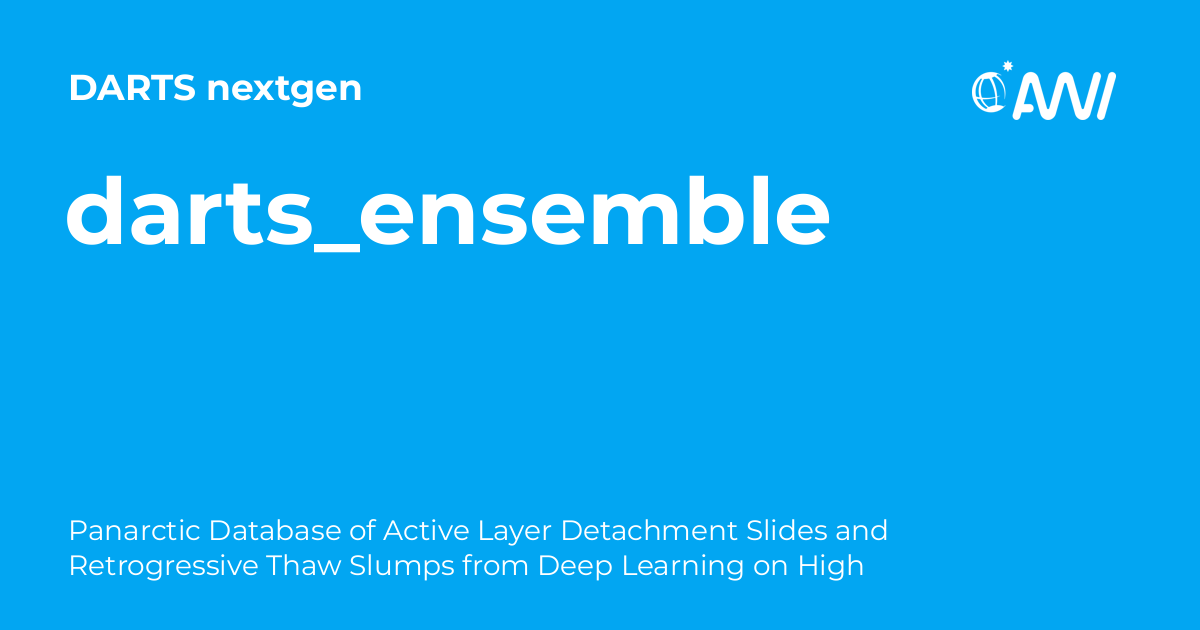 DARTS nextgen
AWI
darts_ensemble
Panarctic Database of Active Layer Detachment Slides and
Retrogressive Thaw Slumps from Deep Learning on High